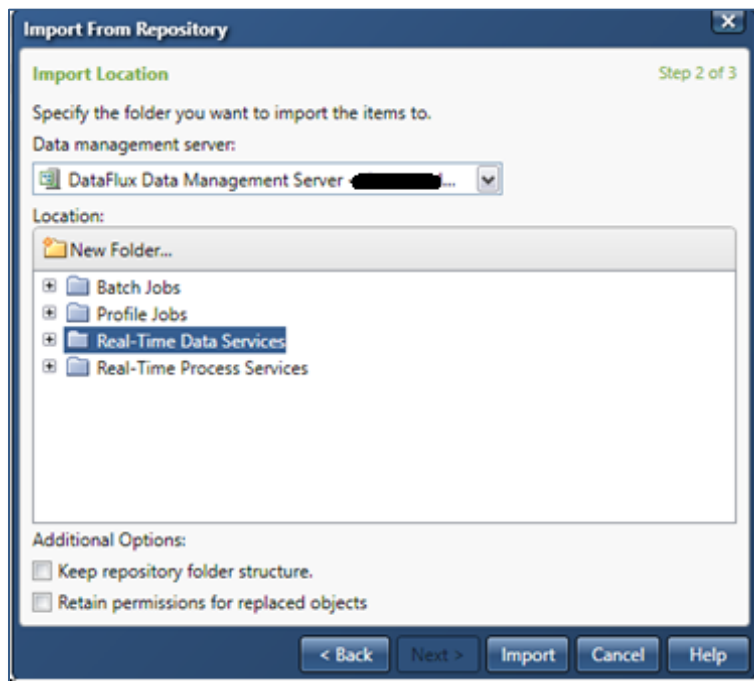 Import From Repository
Import Location
Step 2 of 3
Specify the folder you want to import the items to.
Data management server:
DataFlux Data Management Server - ...
Location:
New Folder...
Batch Jobs
Profile Jobs
Real-Time Data Services
Real-Time Process Services
Additional Options:
Keep repository folder structure.
Retain permissions for replaced objects
< Back
Next >
Import
Cancel
Help